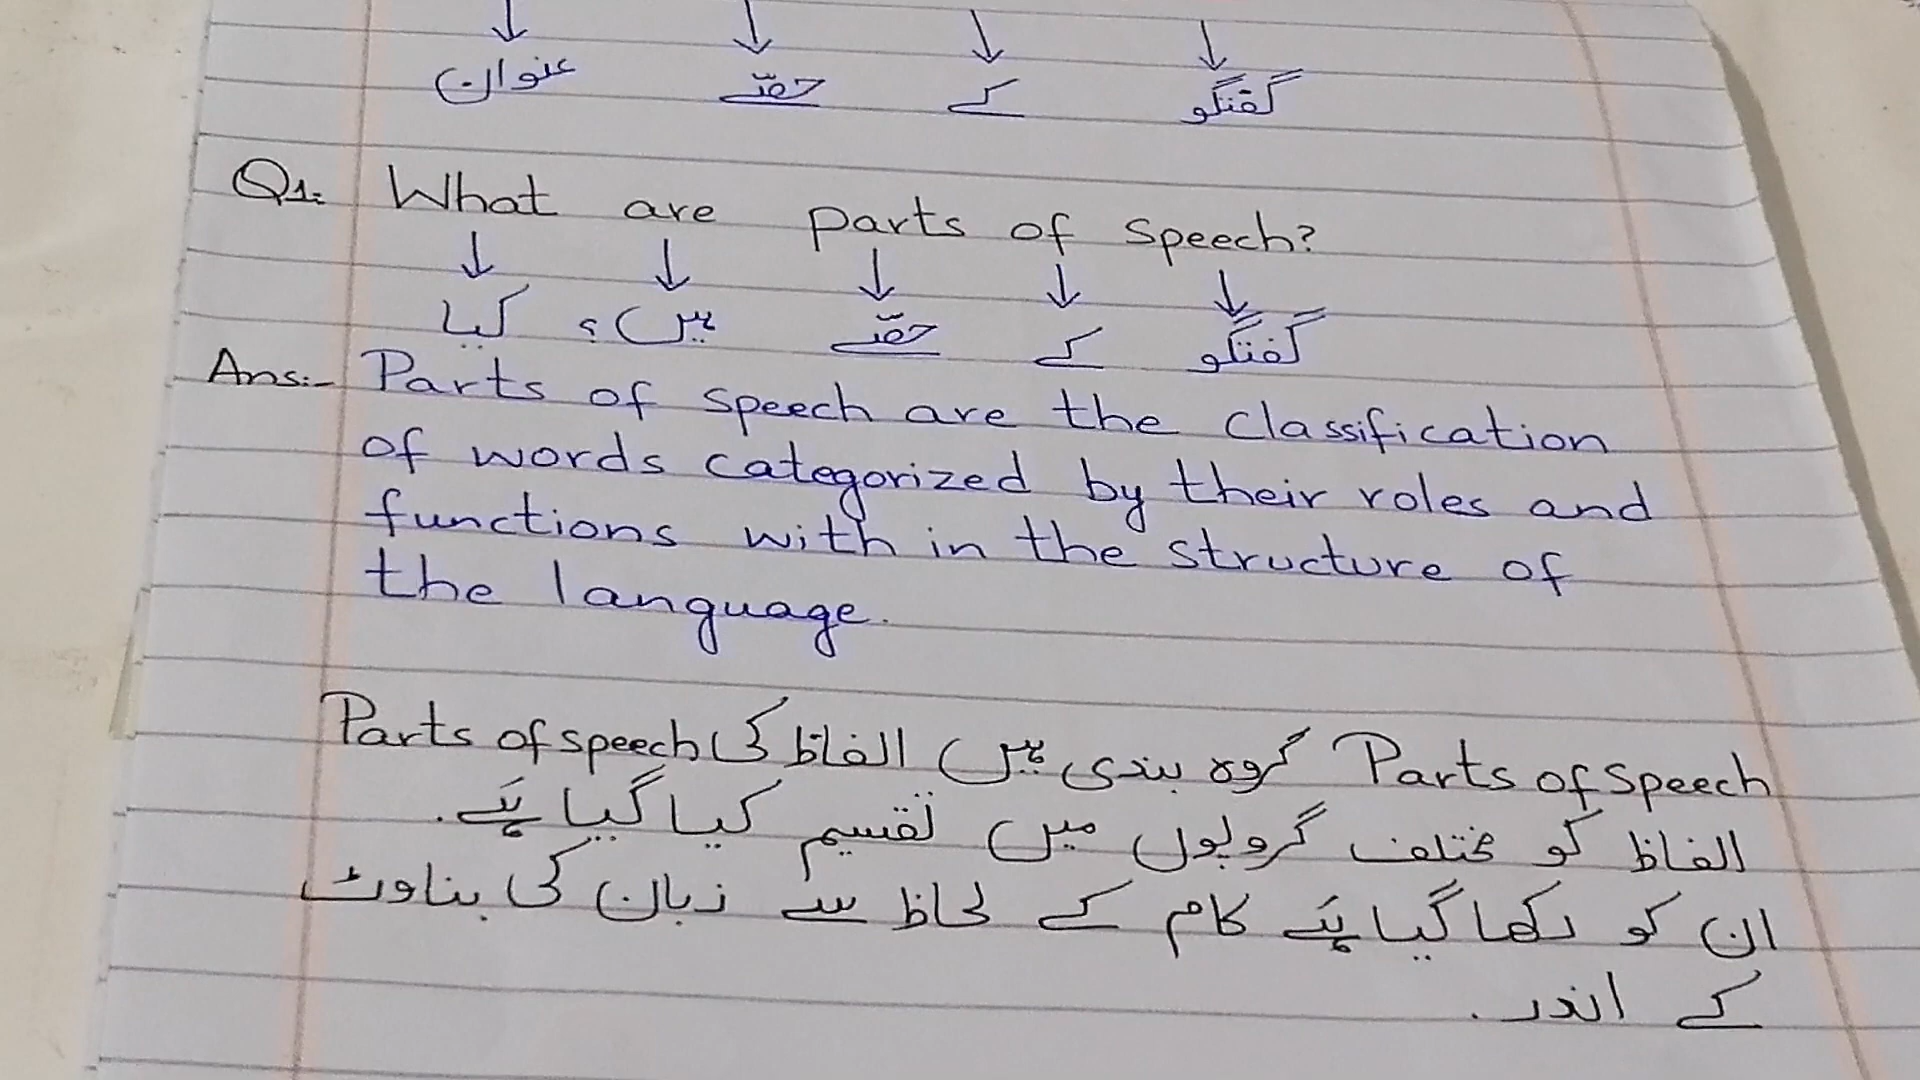 ↓ ↓ ↓ ↓
عنوان حصّے کے گفتگو
Q1:- What are parts of speech?
↓ ↓ ↓ ↓ ↓
کیا ہیں؟ حصّے کے گفتگو
Ans:- Parts of speech are the classification
of words categorized by their roles and
functions with in the structure of
the language.
Parts of speech گروہ بندی ہیں الفاظ کی Parts of speech
الفاظ کو مختلف گروپوں میں تقسیم کیا گیا ہے.
ان کو رکھا گیا ہے کام کے لحاظ سے زبان کی بناوٹ
کے اندر.